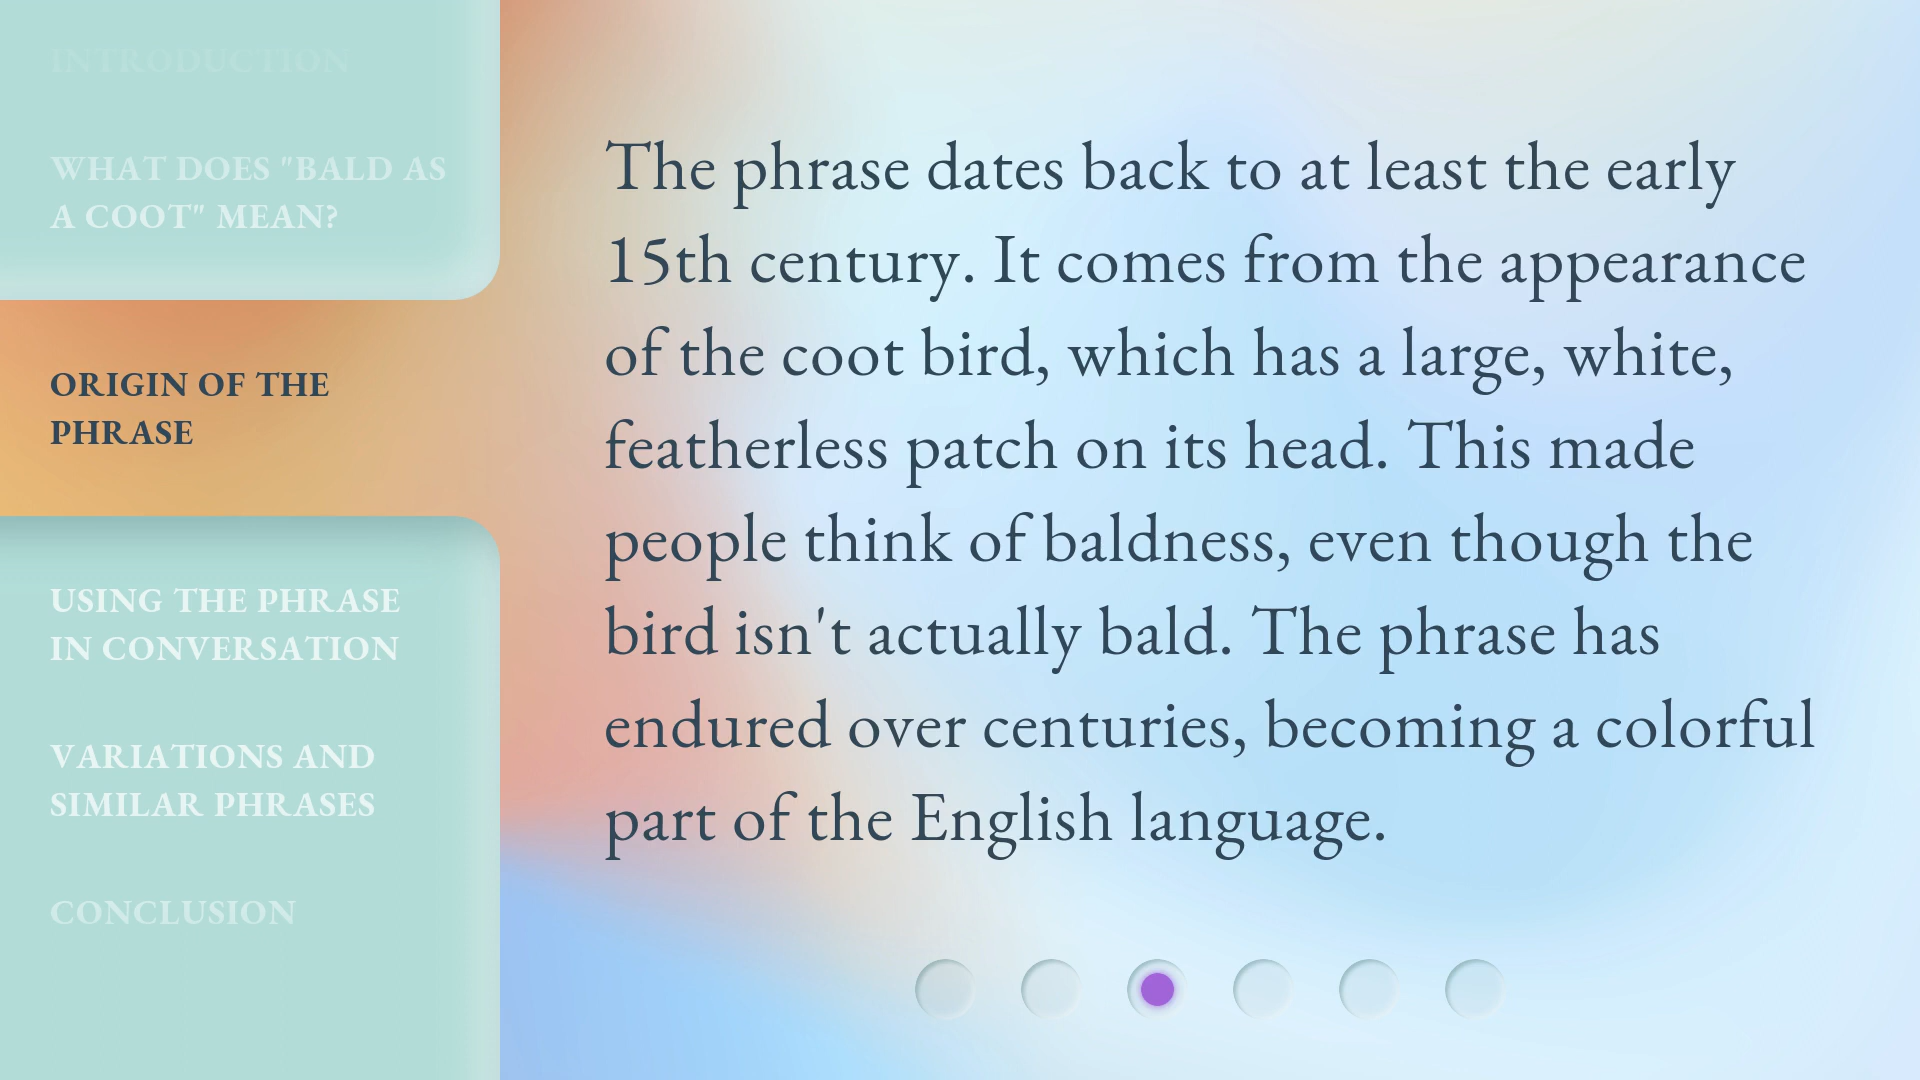 INTRODUCTION
WHAT DOES "BALD AS
A COOT" MEAN?
ORIGIN OF THE
PHRASE
USING THE PHRASE
IN CONVERSATION
VARIATIONS AND
SIMILAR PHRASES
CONCLUSION
The phrase dates back to at least the early
15th century. It comes from the appearance
of the coot bird, which has a large, white,
featherless patch on its head. This made
people think of baldness, even though the
bird isn't actually bald. The phrase has
endured over centuries, becoming a colorful
part of the English language.